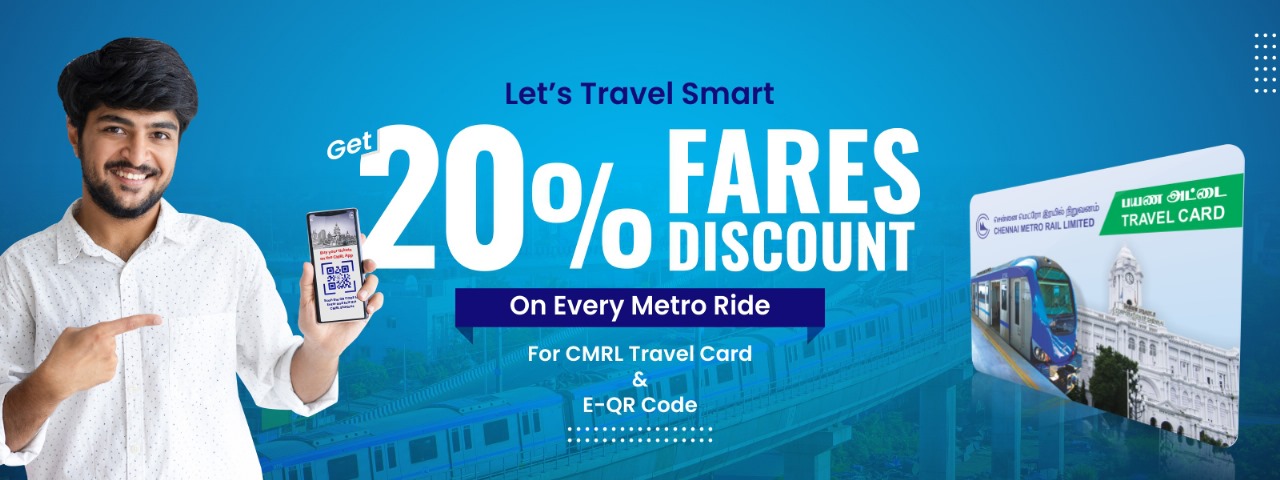 Let's Travel Smart
Get
20% FARES
DISCOUNT
On Every Metro Ride
For CMRL Travel Card
&
E-QR Code
சென்னை மெட்ரோ இரயில் நிறுவனம்
CHENNAI METRO RAIL LIMITED
பயண அட்டை
TRAVEL CARD